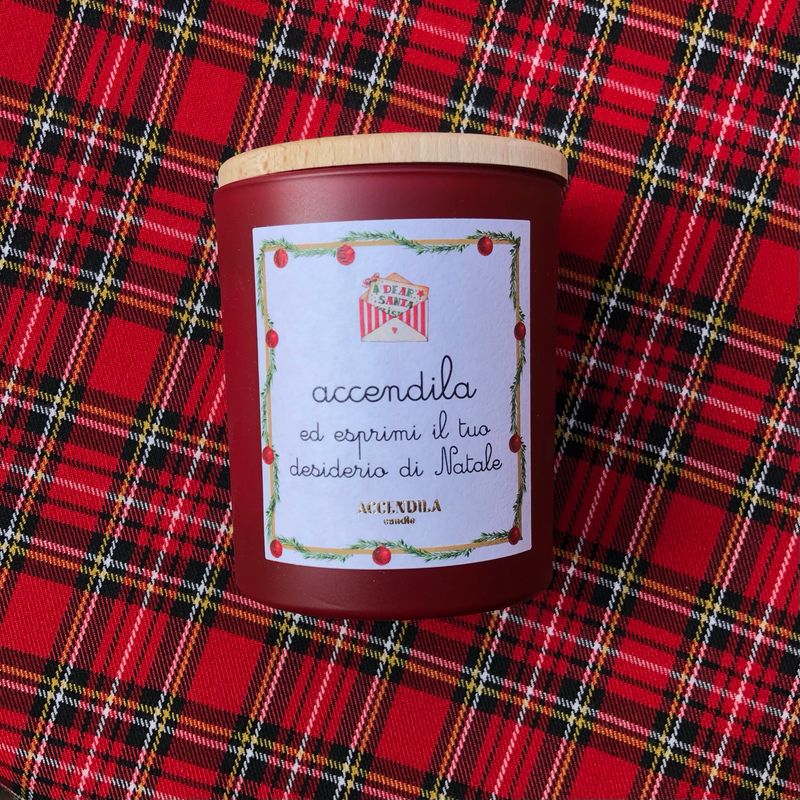 DEAR
SANTA
accendila
ed esprimi il tuo
desiderio di Natale
ACCENDILA
candle